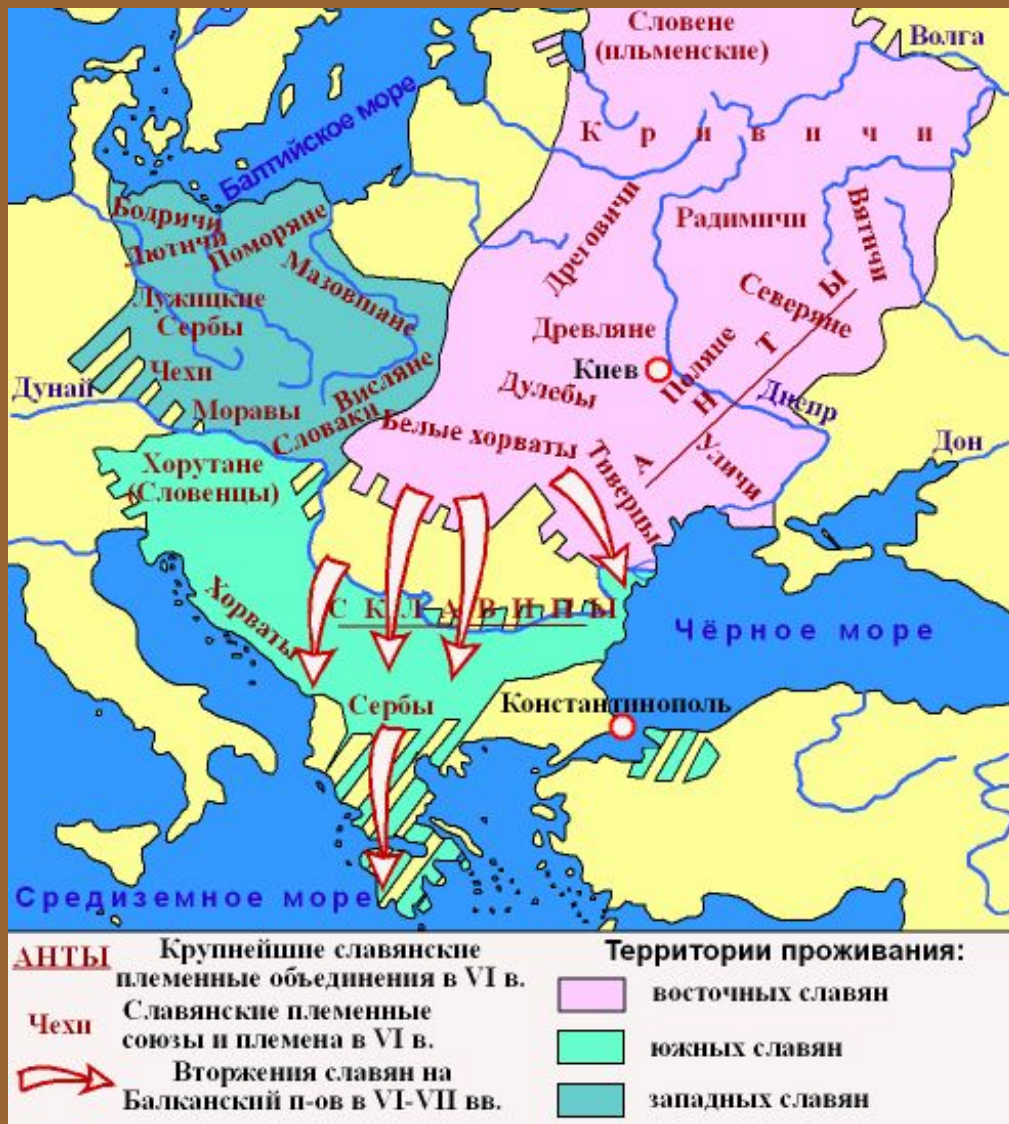 Словене
(ильменские)
Волга
Балтийское море
Кривичи
Бодричи
Лютичи
Поморяне
Дреговичи
Радимичи
Вятичи
Мазовшане
Лужицкие
Сербы
Северяне
Древляне
АНТЫ
Киев
Поляне
Чехи
Дунай
Висляне
Дулебы
Днепр
Моравы
Словаки
Белые хорваты
Уличи
Дон
Хорутане
(Словенцы)
Тиверцы
Хорваты
СКЛАВИНЫ
Чёрное море
Сербы
Константинополь
Средиземное море
АНТЫ
Крупнейшие славянские
племенные объединения в VI в.
Чехи
Славянские племенные
союзы и племена в VI в.
Вторжения славян на
Балканский п-ов в VI-VII вв.
Территории проживания:
восточных славян
южных славян
западных славян